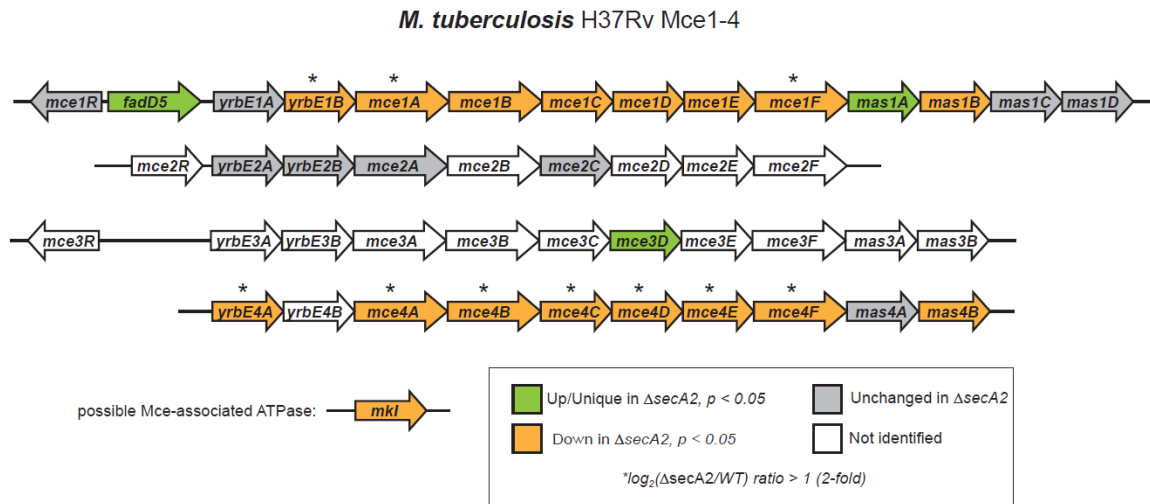 M. tuberculosis H37Rv Mce1-4
* * *
mce1R fadD5 yrbE1A yrbE1B mce1A mce1B mce1C mce1D mce1E mce1F mas1A mas1B mas1C mas1D
mce2R yrbE2A yrbE2B mce2A mce2B mce2C mce2D mce2E mce2F
mce3R yrbE3A yrbE3B mce3A mce3B mce3C mce3D mce3E mce3F mas3A mas3B
* * * * * * *
yrbE4A yrbE4B mce4A mce4B mce4C mce4D mce4E mce4F mas4A mas4B
possible Mce-associated ATPase: mkl
Up/Unique in ΔsecA2, p < 0.05 Unchanged in ΔsecA2
Down in ΔsecA2, p < 0.05 Not identified
*log₂(ΔsecA2/WT) ratio > 1 (2-fold)